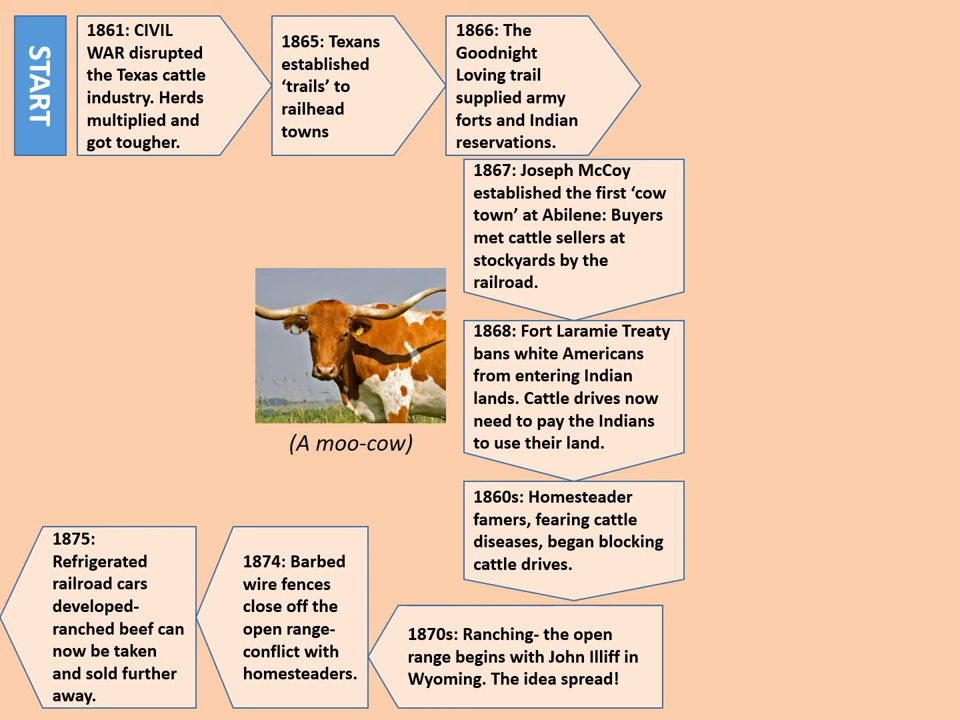 START
1861: CIVIL
WAR disrupted
the Texas cattle
industry. Herds
multiplied and
got tougher.
1865: Texans
established
‘trails’ to
railhead
towns
1866: The
Goodnight
Loving trail
supplied army
forts and Indian
reservations.
1867: Joseph McCoy
established the first ‘cow
town’ at Abilene: Buyers
met cattle sellers at
stockyards by the
railroad.
1868: Fort Laramie Treaty
bans white Americans
from entering Indian
lands. Cattle drives now
need to pay the Indians
to use their land.
(A moo-cow)
1860s: Homesteader
famers, fearing cattle
diseases, began blocking
cattle drives.
1870s: Ranching- the open
range begins with John Illiff in
Wyoming. The idea spread!
1874: Barbed
wire fences
close off the
open range-
conflict with
homesteaders.
1875:
Refrigerated
railroad cars
developed-
ranched beef can
now be taken
and sold further
away.